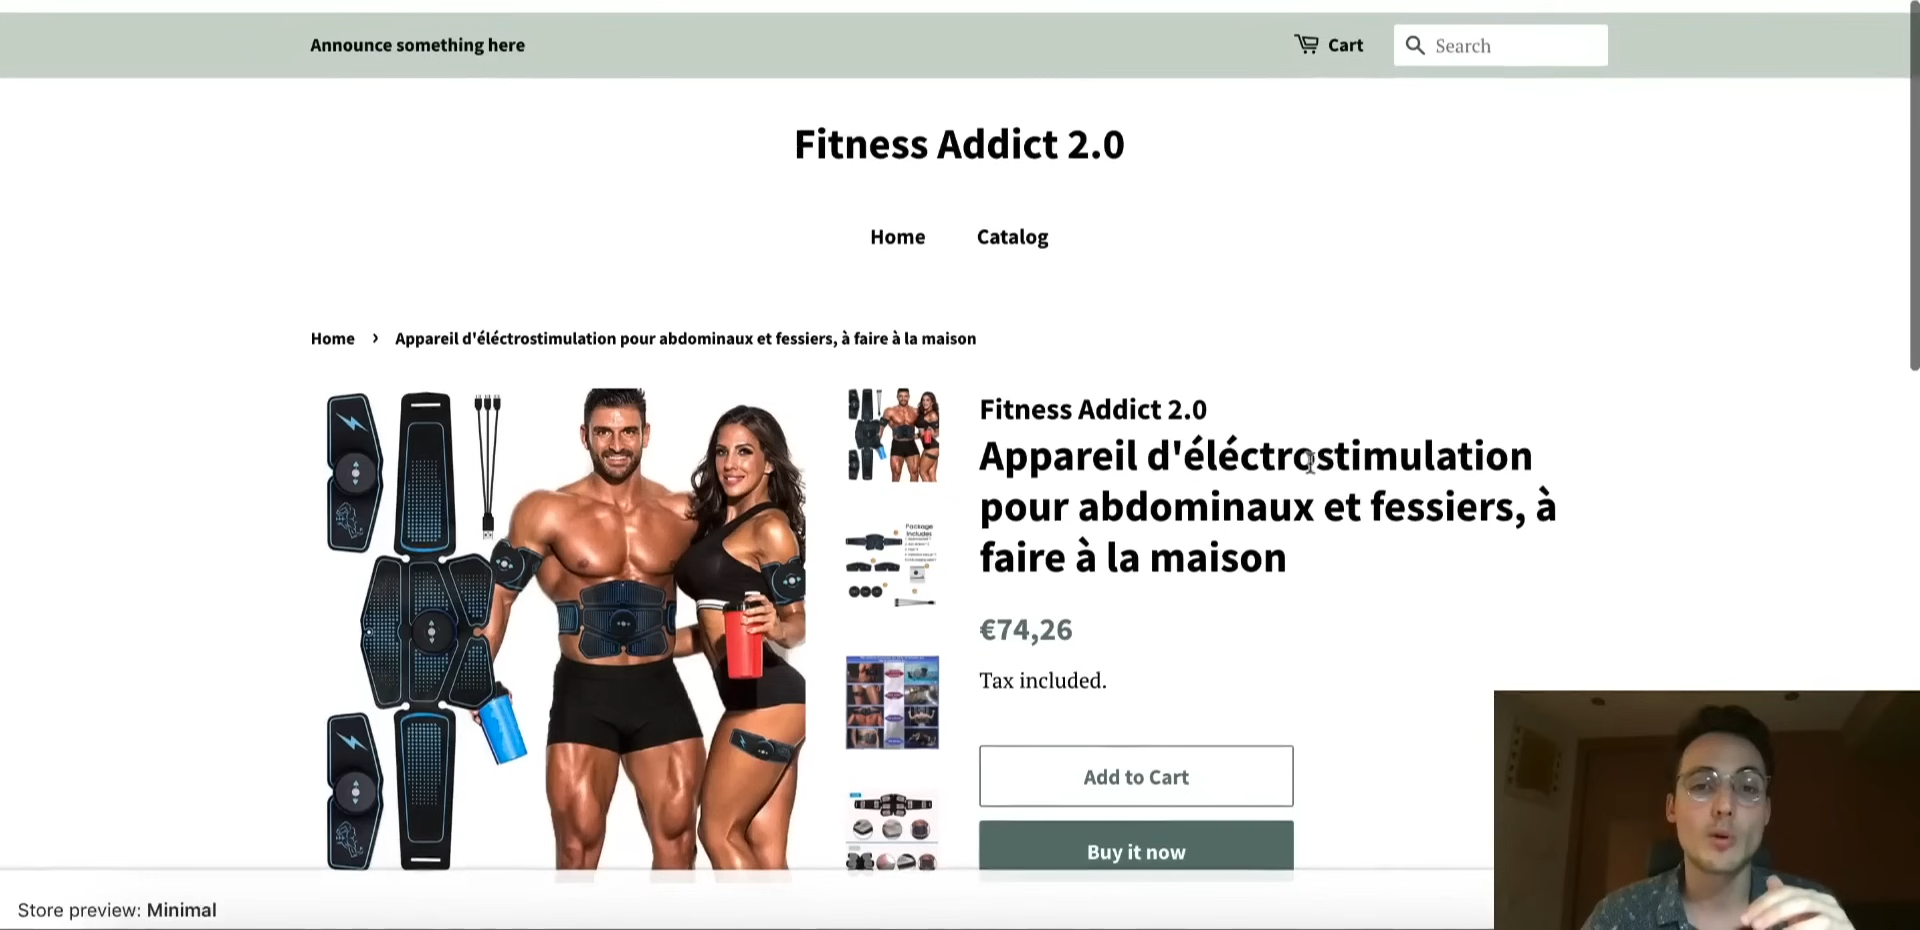 Announce something here
Cart
Search
Fitness Addict 2.0
Home
Catalog
Home › Appareil d'éléctrostimulation pour abdominaux et fessiers, à faire à la maison
Package
Includes
Fitness Addict 2.0
Appareil d'éléctrostimulation
pour abdominaux et fessiers, à
faire à la maison
€74,26
Tax included.
Add to Cart
Buy it now
Store preview: Minimal